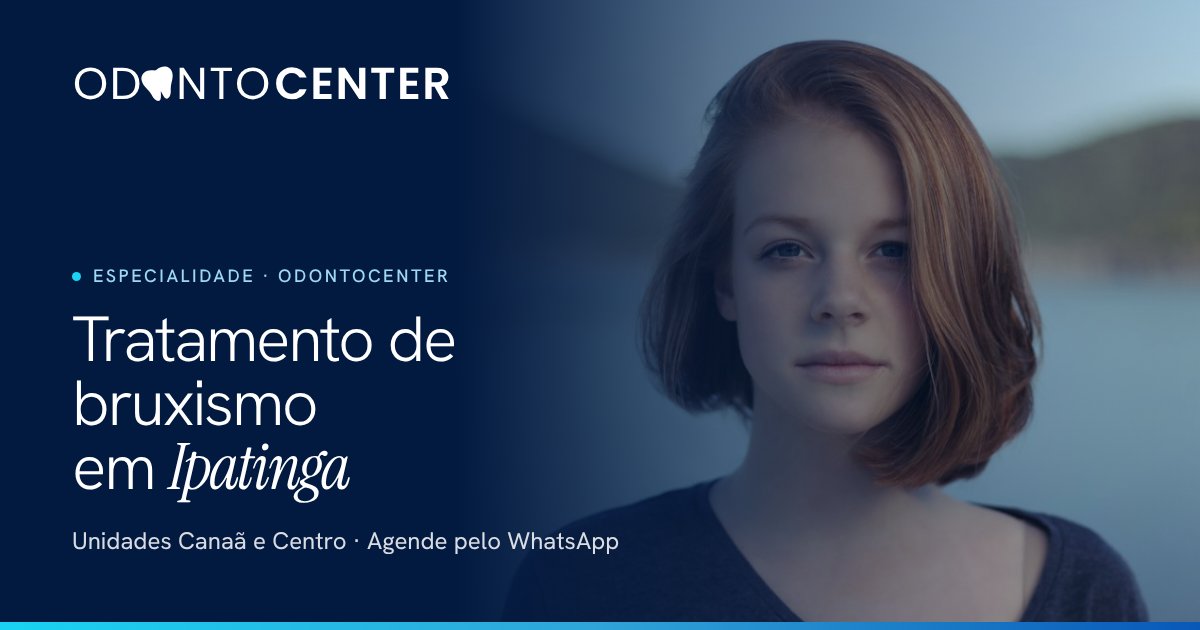 ODONTOCENTER
ESPECIALIDADE · ODONTOCENTER
Tratamento de
bruxismo
em Ipatinga
Unidades Canaã e Centro · Agende pelo WhatsApp